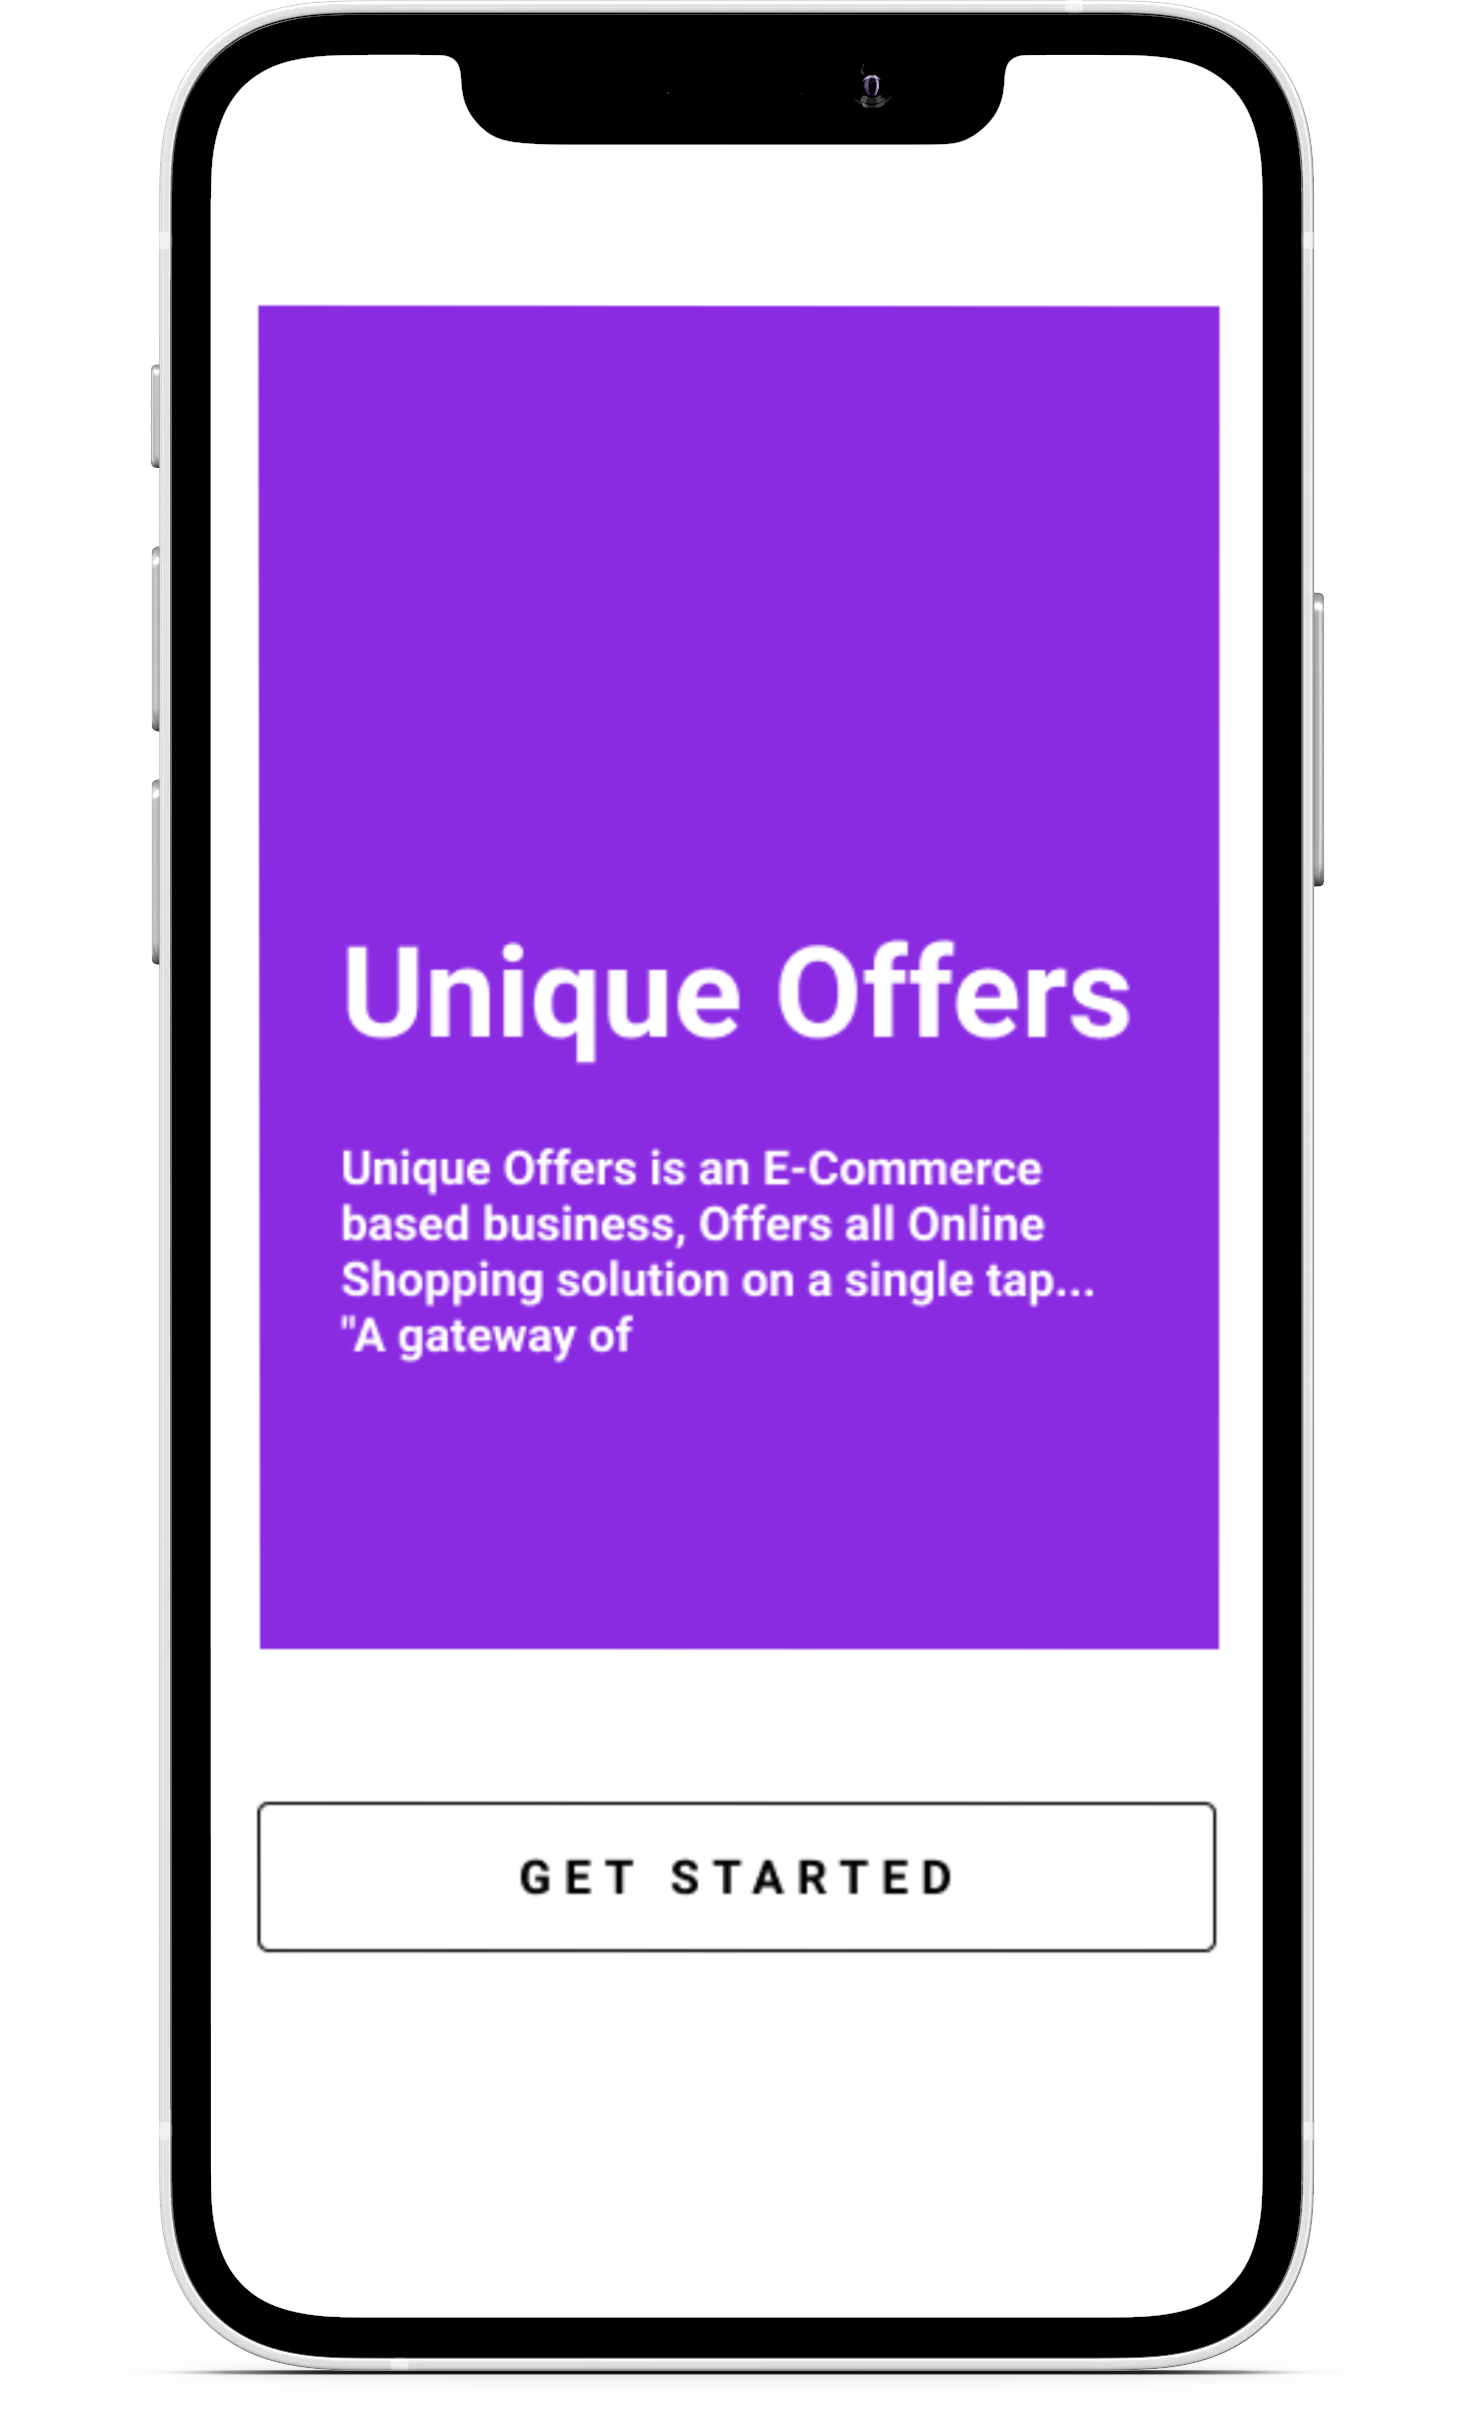 Unique Offers
Unique Offers is an E-Commerce
based business, Offers all Online
Shopping solution on a single tap...
"A gateway of
GET STARTED